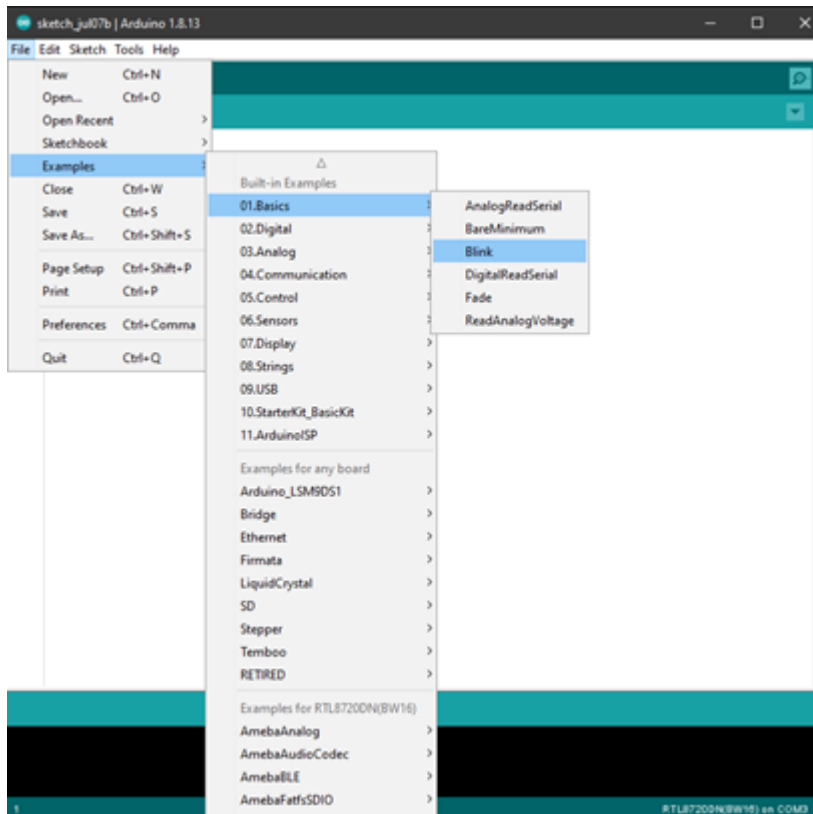 sketch_jul07b | Arduino 1.8.13
File Edit Sketch Tools Help
New Ctrl+N
Open... Ctrl+O
Open Recent
Sketchbook
Examples
Close Ctrl+W
Save Ctrl+S
Save As... Ctrl+Shift+S
Page Setup Ctrl+Shift+P
Print Ctrl+P
Preferences Ctrl+Comma
Quit Ctrl+Q
Built-in Examples
01.Basics
02.Digital
03.Analog
04.Communication
05.Control
06.Sensors
07.Display
08.Strings
09.USB
10.StarterKit_BasicKit
11.ArduinoISP
Examples for any board
Arduino_LSM9DS1
Bridge
Ethernet
Firmata
LiquidCrystal
SD
Stepper
Temboo
RETIRED
Examples for RTL8720DN(BW16)
AmebaAnalog
AmebaAudioCodec
AmebaBLE
AmebaFatfsSDIO
AnalogReadSerial
BareMinimum
Blink
DigitalReadSerial
Fade
ReadAnalogVoltage
1
RTL8720DN(BW16) on COM3